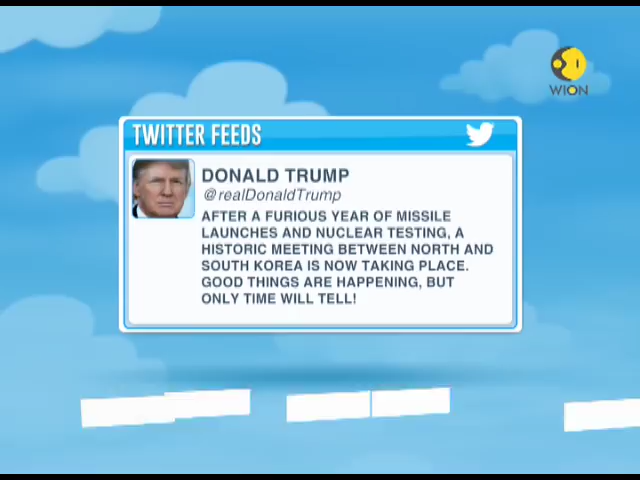 WION
TWITTER FEEDS
DONALD TRUMP
@realDonaldTrump
AFTER A FURIOUS YEAR OF MISSILE
LAUNCHES AND NUCLEAR TESTING, A
HISTORIC MEETING BETWEEN NORTH AND
SOUTH KOREA IS NOW TAKING PLACE.
GOOD THINGS ARE HAPPENING, BUT
ONLY TIME WILL TELL!